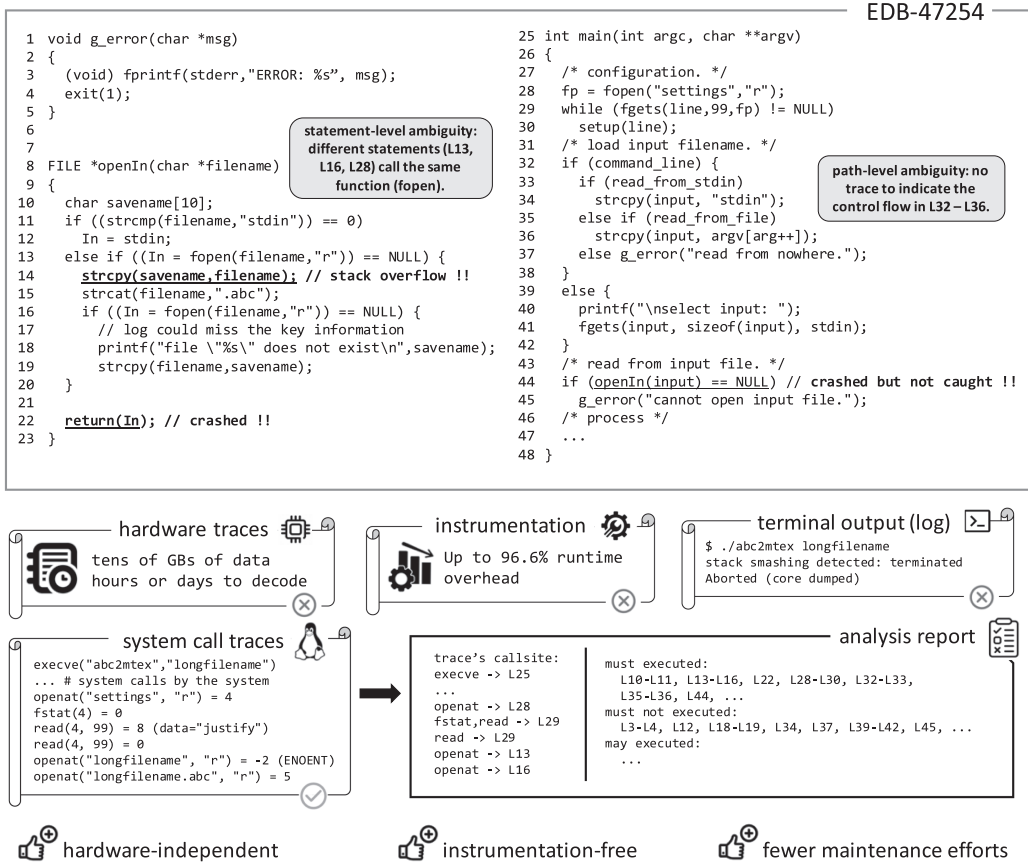 EDB-47254
1 void g_error(char *msg)
2 {
3   (void) fprintf(stderr,"ERROR: %s”, msg);
4   exit(1);
5 }
6
7
8 FILE *openIn(char *filename)
9 {
10   char savename[10];
11   if ((strcmp(filename,"stdin")) == 0)
12     In = stdin;
13   else if ((In = fopen(filename,"r")) == NULL) {
14     strcpy(savename,filename); // stack overflow !!
15     strcat(filename,".abc");
16     if ((In = fopen(filename,"r")) == NULL) {
17       // log could miss the key information
18       printf("file \"%s\" does not exist\n",savename);
19       strcpy(filename,savename);
20   }
21
22   return(In); // crashed !!
23 }
statement-level ambiguity:
different statements (L13,
L16, L28) call the same
function (fopen).
25 int main(int argc, char **argv)
26 {
27   /* configuration. */
28   fp = fopen("settings","r");
29   while (fgets(line,99,fp) != NULL)
30     setup(line);
31   /* load input filename. */
32   if (command_line) {
33     if (read_from_stdin)
34       strcpy(input, "stdin");
35     else if (read_from_file)
36       strcpy(input, argv[arg++]);
37     else g_error("read from nowhere.");
38   }
39   else {
40     printf("\nselect input: ");
41     fgets(input, sizeof(input), stdin);
42   }
43   /* read from input file. */
44   if (openIn(input) == NULL) // crashed but not caught !!
45     g_error("cannot open input file.");
46   /* process */
47   ...
48 }
path-level ambiguity: no
trace to indicate the
control flow in L32 – L36.
hardware traces
tens of GBs of data
hours or days to decode
instrumentation
Up to 96.6% runtime
overhead
terminal output (log)
$ ./abc2mtex longfilename
stack smashing detected: terminated
Aborted (core dumped)
system call traces
execve("abc2mtex","longfilename")
... # system calls by the system
openat("settings", "r") = 4
fstat(4) = 0
read(4, 99) = 8 (data="justify")
read(4, 99) = 0
openat("longfilename", "r") = -2 (ENOENT)
openat("longfilename.abc", "r") = 5
analysis report
trace's callsite:
execve -> L25
...
openat -> L28
fstat,read -> L29
read -> L29
openat -> L13
openat -> L16
must executed:
L10-L11, L13-L16, L22, L28-L30, L32-L33,
L35-L36, L44, ...
must not executed:
L3-L4, L12, L18-L19, L34, L37, L39-L42, L45, ...
may executed:
...
hardware-independent
instrumentation-free
fewer maintenance efforts